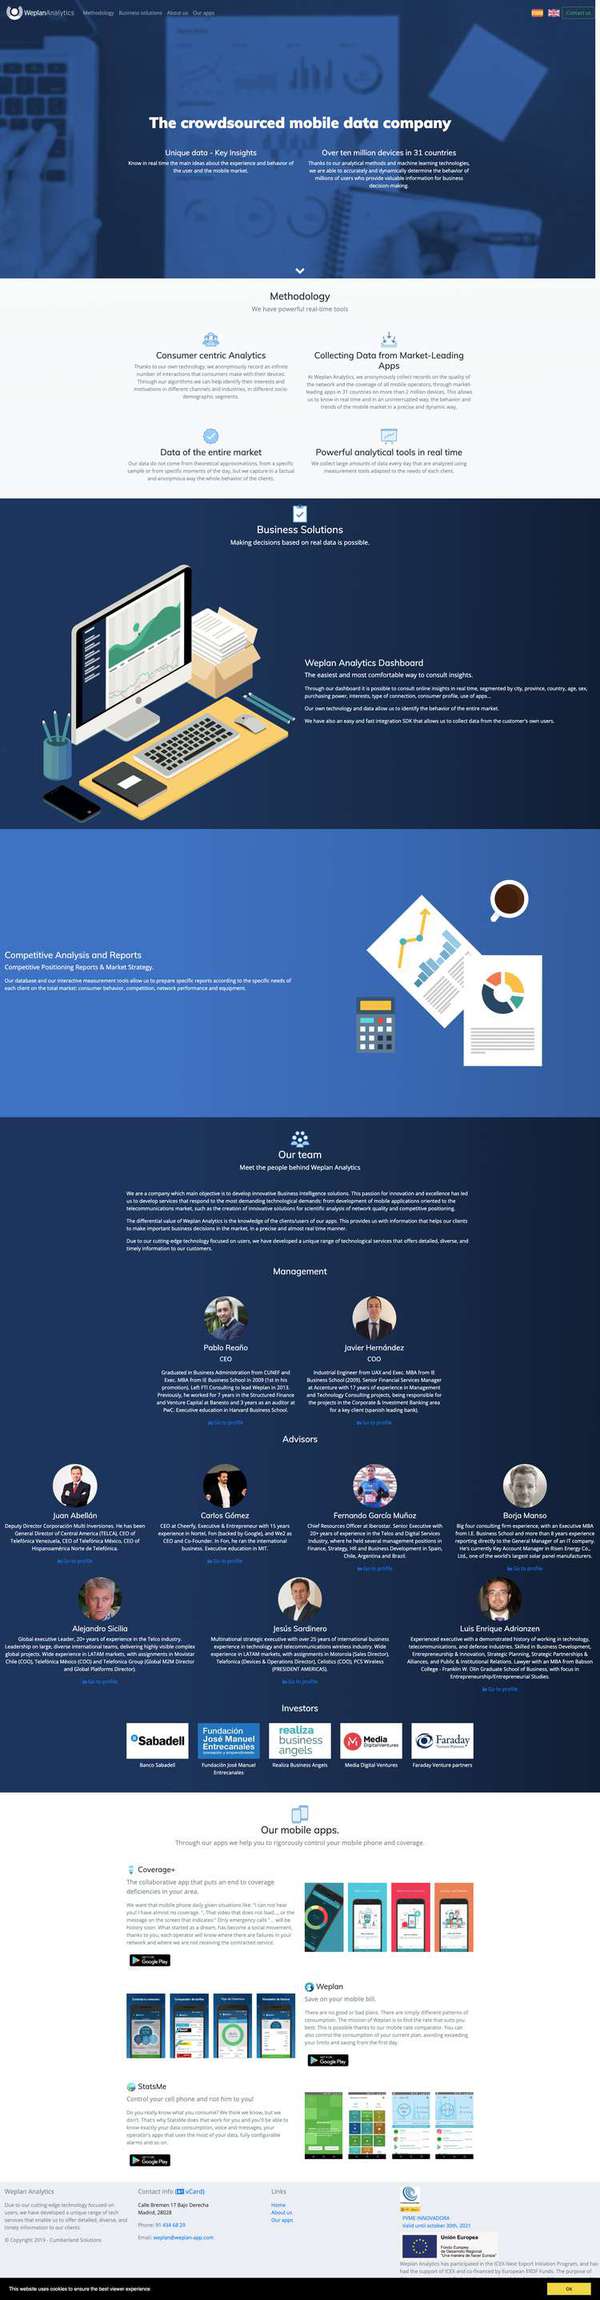 WeplanAnalytics Methodology Business solutions About us Our apps Contact us
The crowdsourced mobile data company
Unique data - Key Insights
Know in real time the main ideas about the experience and behavior of
the user and the mobile market.
Over ten million devices in 31 countries
Thanks to our analytical methods and machine learning technologies,
we are able to accurately and dynamically determine the behavior of
millions of users who provide valuable information for business
decision-making.
Methodology
We have powerful real-time tools
Consumer centric Analytics
Thanks to our own technology, we anonymously record an infinite
number of interactions that consumers make with their devices.
Through our algorithms we can help identify their interests and
motivations in different channels and industries, in different socio-
demographic segments.
Collecting Data from Market-Leading
Apps
At Weplan Analytics, we anonymously collect records on the quality of
the network and the coverage of all mobile operators, through market-
leading apps in 31 countries on more than 2 million devices. This allows
us to know in real time and in an uninterrupted way, the behavior and
trends of the mobile market in a precise and dynamic way.
Data of the entire market
Our data do not come from theoretical approximations, from a specific
sample or from specific moments of the day, but we capture in a factual
and anonymous way the whole behavior of the clients.
Powerful analytical tools in real time
We collect large amounts of data every day that are analyzed using
measurement tools adapted to the needs of each client.
Business Solutions
Making decisions based on real data is possible.
Weplan Analytics Dashboard
The easiest and most comfortable way to consult insights.
Through our dashboard it is possible to consult online insights in real time, segmented by city, province, country, age, sex,
purchasing power, interests, type of connection, consumer profile, use of apps...
Our own technology and data allow us to identify the behavior of the entire market.
We have also an easy and fast integration SDK that allows us to collect data from the customer's own users.
Competitive Analysis and Reports
Competitive Positioning Reports & Market Strategy.
Our database and our interactive measurement tools allow us to prepare specific reports according to the specific needs of
each client on the total market: consumer behavior, competition, network performance and equipment.
Our team
Meet the people behind Weplan Analytics
We are a company which main objective is to develop innovative Business Intelligence solutions. This passion for innovation and excellence has led
us to develop services that respond to the most demanding technological demands: from development of mobile applications oriented to the
telecommunications market, such as the creation of innovative solutions for scientific analysis of network quality and competitive positioning.
The differential value of Weplan Analytics is the knowledge of the clients/users of our apps. This provides us with information that helps our clients
to make important business decisions in the market, in a precise and almost real time manner.
Due to our cutting-edge technology focused on users, we have developed a unique range of technological services that offers detailed, diverse, and
timely information to our customers.
Management
Pablo Reaño
CEO
Graduated in Business Administration from CUNEF and
Exec. MBA from IE Business School in 2009 (1st in his
promotion). Left FTI Consulting to lead Weplan in 2013.
Previously, he worked for 7 years in the Structured Finance
and Venture Capital at Banesto and 3 years as an auditor at
PwC. Executive education in Harvard Business School.
Go to profile
Javier Hernández
COO
Industrial Engineer from UAX and Exec. MBA from IE
Business School (2009). Senior Financial Services Manager
at Accenture with 17 years of experience in Management
and Technology Consulting projects, being responsible for
the projects in the Corporate & Investment Banking area
for a key client (spanish leading bank).
Go to profile
Advisors
Juan Abellán
Deputy Director Corporación Multi Inversiones. He has been
General Director of Central America (TELCA), CEO of
Telefónica Venezuela, CEO of Telefónica México, CEO of
Hispanoamérica Norte de Telefónica.
Go to profile
Carlos Gómez
CEO at Cheerfy, Executive & Entrepreneur with 15 years
experience in Nortel, Fon (backed by Google), and We2 as
CEO and Co-Founder. In Fon, he ran the international
business. Executive education in MIT.
Go to profile
Fernando García Muñoz
Chief Resources Officer at Iberostar. Senior Executive with
20+ years of experience in the Telco and Digital Services
Industry, where he held several management positions in
Finance, Strategy, HR and Business Development in Spain,
Chile, Argentina and Brazil.
Go to profile
Borja Manso
Big four consulting firm experience, with an Executive MBA
from I.E. Business School and more than 8 years experience
reporting directly to the General Manager of an IT company.
He's currently Key Account Manager in Risen Energy Co.,
Ltd., one of the world's largest solar panel manufacturers.
Go to profile
Alejandro Sicilia
Global executive Leader, 20+ years of experience in the Telco industry.
Leadership on large, diverse international teams, delivering highly visible complex
global projects. Wide experience in LATAM markets, with assignments in Movistar
Chile (COO), Telefónica México (COO) and Telefonica Group (Global M2M Director
and Global Platforms Director).
Jesús Sardinero
Multinational strategic executive with over 25 years of international business
experience in technology and telecommunications wireless industry. Wide
experience in LATAM markets, with assignments in Motorola (Sales Director),
Telefonica (Devices & Operations Director), Celistics (COO), PCS Wireless
(PRESIDENT AMERICAS).
Go to profile
Luis Enrique Adrianzen
Experienced executive with a demonstrated history of working in technology,
telecommunications, and defense industries. Skilled in Business Development,
Entrepreneurship & Innovation, Strategic Planning, Strategic Partnerships &
Alliances, and Public & Institutional Relations. Lawyer with an MBA from Babson
College - Franklin W. Olin Graduate School of Business, with focus in
Entrepreneurship/Entrepreneurial Studies.
Go to profile
Investors
Sabadell
Fundación
José Manuel
Entrecanales
realiza
business
angels
Media
DigitalVentures
Faraday
Banco Sabadell
Fundación José Manuel
Entrecanales
Realiza Business Angels
Media Digital Ventures
Faraday Venture partners
Our mobile apps.
Through our apps we help you to rigorously control your mobile phone and coverage.
Coverage+
The collaborative app that puts an end to coverage
deficiencies in your area.
We want that mobile phone daily given situations like: "I can not hear
you! I have almost no coverage. ", That video that does not load..., or the
message on the screen that indicates:" Only emergency calls "... will be
history soon. What started as a dream, has become a social movement,
thanks to you, each operator will know where there are failures in your
network and where we are not receiving the contracted service.
Google Play
Weplan
Save on your mobile bill.
There are no good or bad plans. There are simply different patterns of
consumption. The mission of Weplan is to find the rate that suits you
best. This is possible thanks to our mobile rate comparator. You can
also control the consumption of your current plan, avoiding exceeding
your limits and saving from the first day.
Google Play
StatsMe
Control your cell phone and not him to you!
Do you really know what you consume? We think we know, but we
don't. That's why StatsMe does that work for you and you'll be able to
know exactly your data consumption, voice and messages, your
operator's apps that uses the most of your data, fully configurable
alarms and so on.
Google Play
Weplan Analytics
Due to our cutting-edge technology focused on
users, we have developed a unique range of tech
services that enable us to offer detailed, diverse, and
timely information to our clients.
© Copyright 2019 - Cumberland Solutions
Contact Info (vCard)
Calle Bremen 17 Bajo Derecha
Madrid, 28028
Phone: 91 434 68 29
Email: weplan@weplan-app.com
Links
Home
About us
Our apps
PYME INNOVADORA
Valid until october 30th, 2021
Unión Europea
Fondo Europeo
de Desarrollo Regional
"Una manera de hacer Europa"
Weplan Analytics has participated in the ICEX-Next Export Initiation Program, and has
had the support of ICEX and co-financed by European ERDF Funds. The purpose of
This website uses cookies to ensure the best viewer experience
Ok